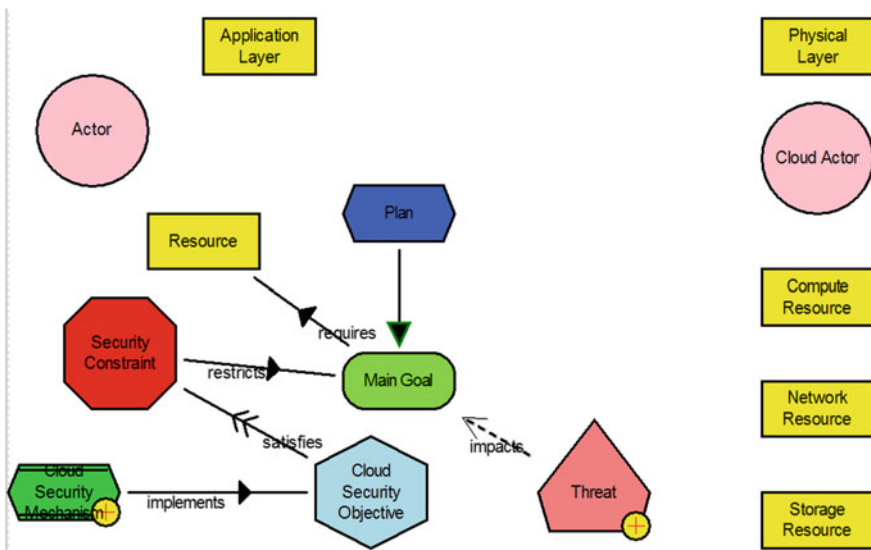 Application
Layer
Physical
Layer
Actor
Cloud Actor
Plan
Resource
Compute
Resource
requires
Security
Constraint
restricts
Main Goal
Network
Resource
satisfies
impacts
Cloud
Security
Mechanism
implements
Cloud
Security
Objective
Threat
Storage
Resource